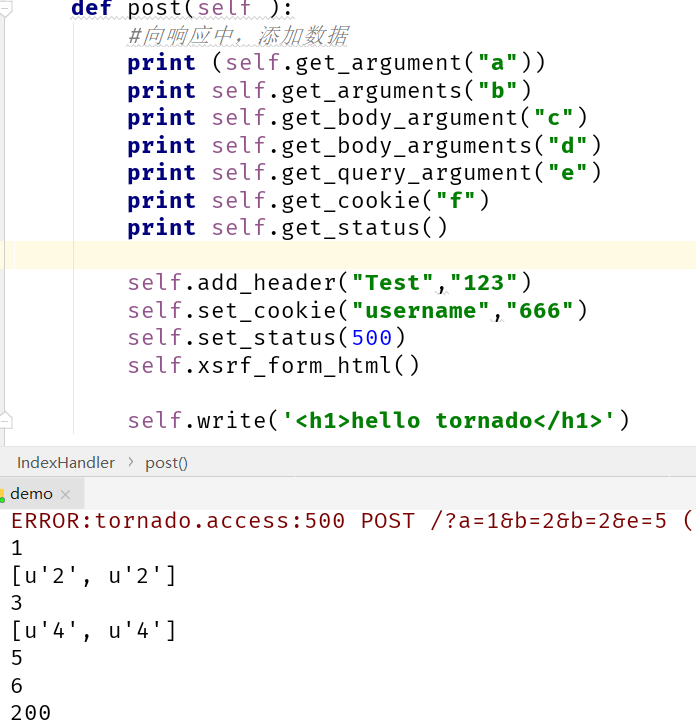 def post(self ):
#向响应中，添加数据
print (self.get_argument("a"))
print self.get_arguments("b")
print self.get_body_argument("c")
print self.get_body_arguments("d")
print self.get_query_argument("e")
print self.get_cookie("f")
print self.get_status()
self.add_header("Test","123")
self.set_cookie("username","666")
self.set_status(500)
self.xsrf_form_html()
self.write('<h1>hello tornado</h1>')
IndexHandler › post()
demo ×
ERROR:tornado.access:500 POST /?a=1&b=2&b=2&e=5 (
1
[u'2', u'2']
3
[u'4', u'4']
5
6
200